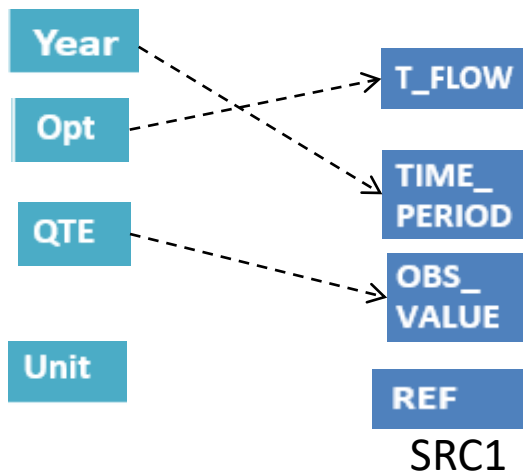 Year
Opt
QTE
Unit
T_FLOW
TIME_
PERIOD
OBS_
VALUE
REF
SRC1